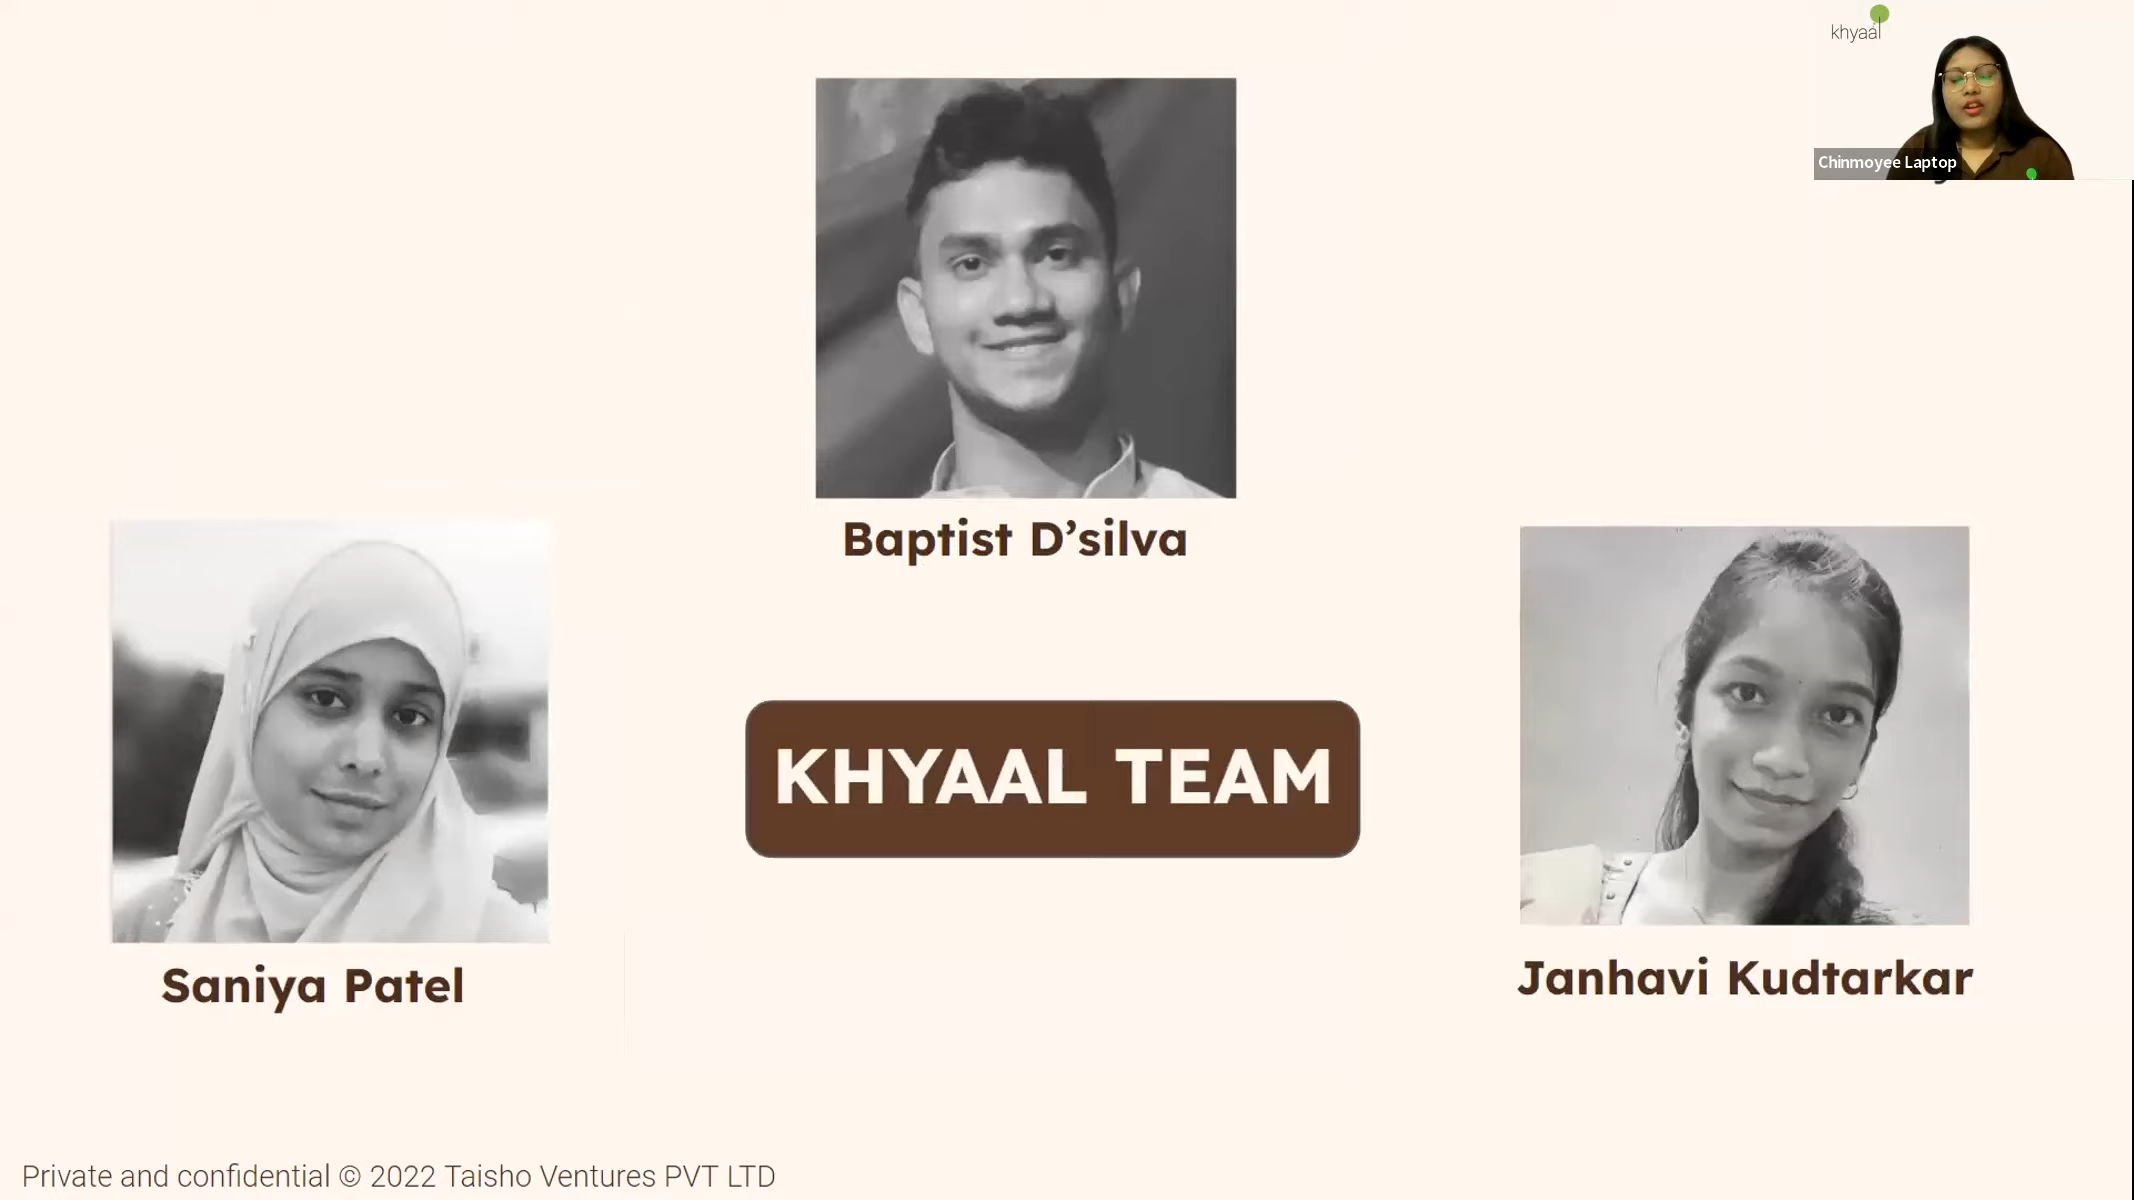 khyaal
Chinmoyee Laptop
Baptist D’silva
KHYAAL TEAM
Saniya Patel
Janhavi Kudtarkar
Private and confidential © 2022 Taisho Ventures PVT LTD